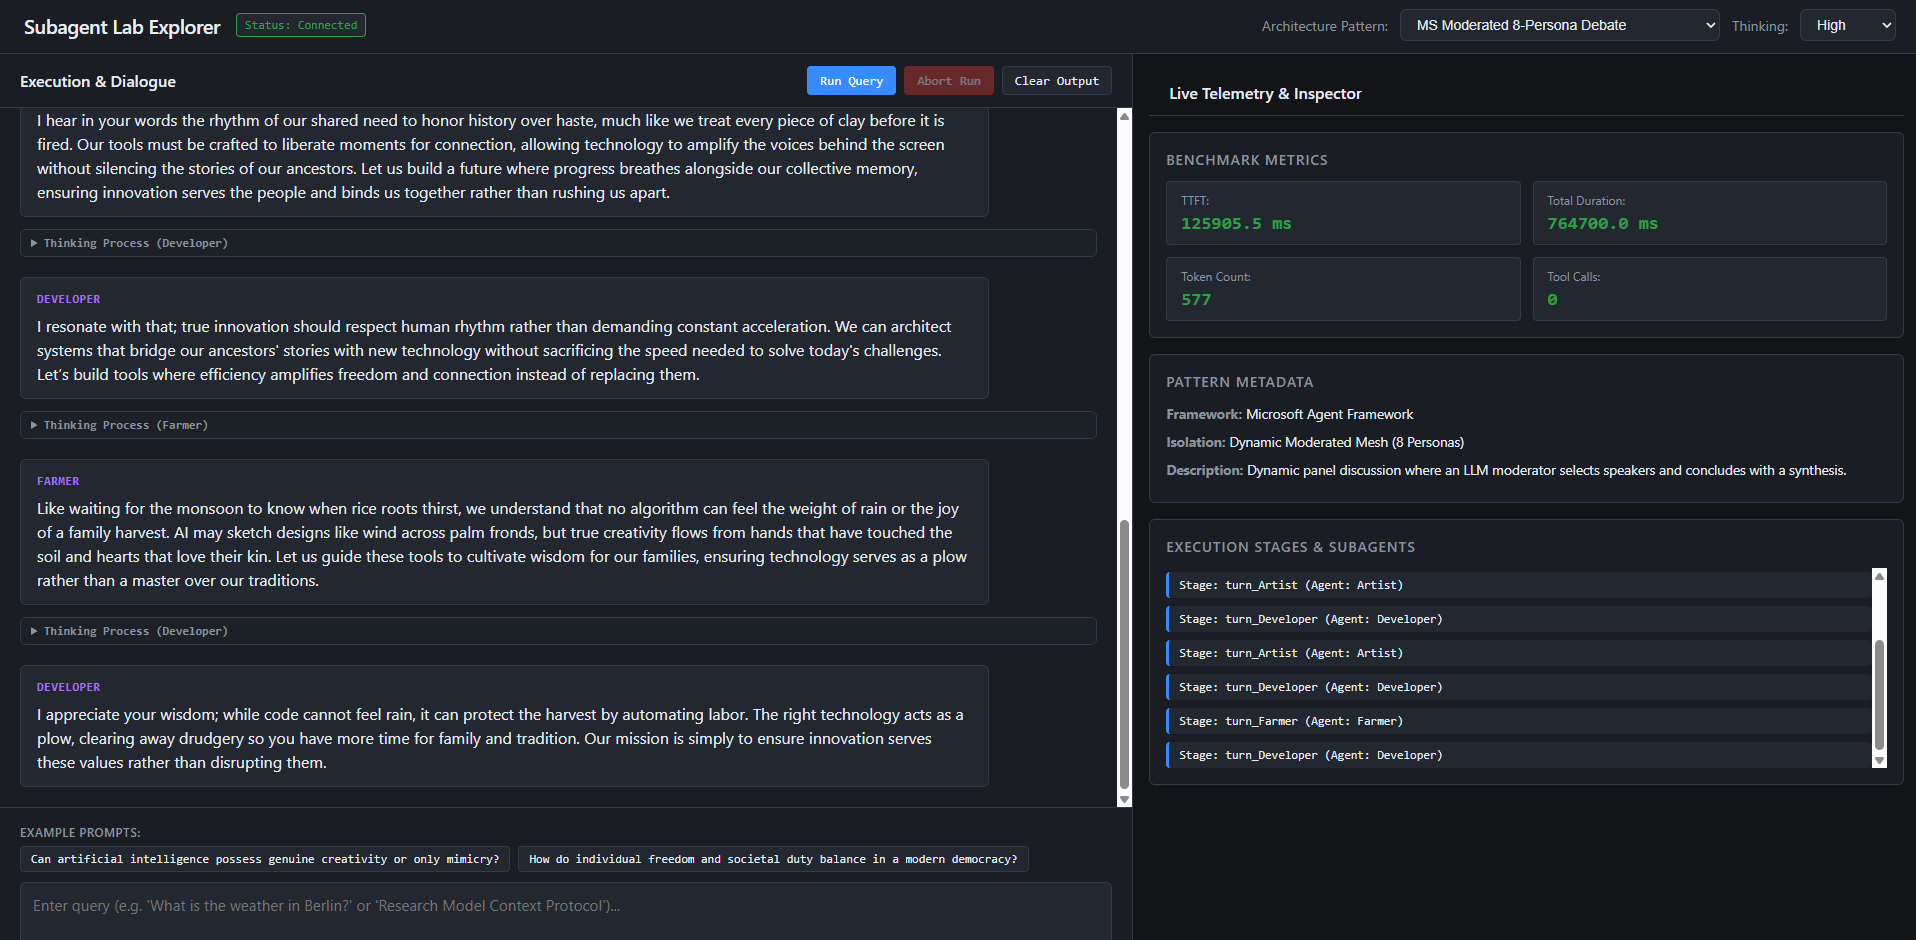 Subagent Lab Explorer
Status: Connected
Architecture Pattern:
MS Moderated 8-Persona Debate
Thinking:
High
Execution & Dialogue
Run Query
Abort Run
Clear Output
I hear in your words the rhythm of our shared need to honor history over haste, much like we treat every piece of clay before it is
fired. Our tools must be crafted to liberate moments for connection, allowing technology to amplify the voices behind the screen
without silencing the stories of our ancestors. Let us build a future where progress breathes alongside our collective memory,
ensuring innovation serves the people and binds us together rather than rushing us apart.
Thinking Process (Developer)
DEVELOPER
I resonate with that; true innovation should respect human rhythm rather than demanding constant acceleration. We can architect
systems that bridge our ancestors' stories with new technology without sacrificing the speed needed to solve today's challenges.
Let's build tools where efficiency amplifies freedom and connection instead of replacing them.
Thinking Process (Farmer)
FARMER
Like waiting for the monsoon to know when rice roots thirst, we understand that no algorithm can feel the weight of rain or the joy
of a family harvest. AI may sketch designs like wind across palm fronds, but true creativity flows from hands that have touched the
soil and hearts that love their kin. Let us guide these tools to cultivate wisdom for our families, ensuring technology serves as a plow
rather than a master over our traditions.
Thinking Process (Developer)
DEVELOPER
I appreciate your wisdom; while code cannot feel rain, it can protect the harvest by automating labor. The right technology acts as a
plow, clearing away drudgery so you have more time for family and tradition. Our mission is simply to ensure innovation serves
these values rather than disrupting them.
EXAMPLE PROMPTS:
Can artificial intelligence possess genuine creativity or only mimicry?
How do individual freedom and societal duty balance in a modern democracy?
Enter query (e.g. 'What is the weather in Berlin?' or 'Research Model Context Protocol')...
Live Telemetry & Inspector
BENCHMARK METRICS
TTFT:
125905.5 ms
Total Duration:
764700.0 ms
Token Count:
577
Tool Calls:
0
PATTERN METADATA
Framework: Microsoft Agent Framework
Isolation: Dynamic Moderated Mesh (8 Personas)
Description: Dynamic panel discussion where an LLM moderator selects speakers and concludes with a synthesis.
EXECUTION STAGES & SUBAGENTS
Stage: turn_Artist (Agent: Artist)
Stage: turn_Developer (Agent: Developer)
Stage: turn_Artist (Agent: Artist)
Stage: turn_Developer (Agent: Developer)
Stage: turn_Farmer (Agent: Farmer)
Stage: turn_Developer (Agent: Developer)